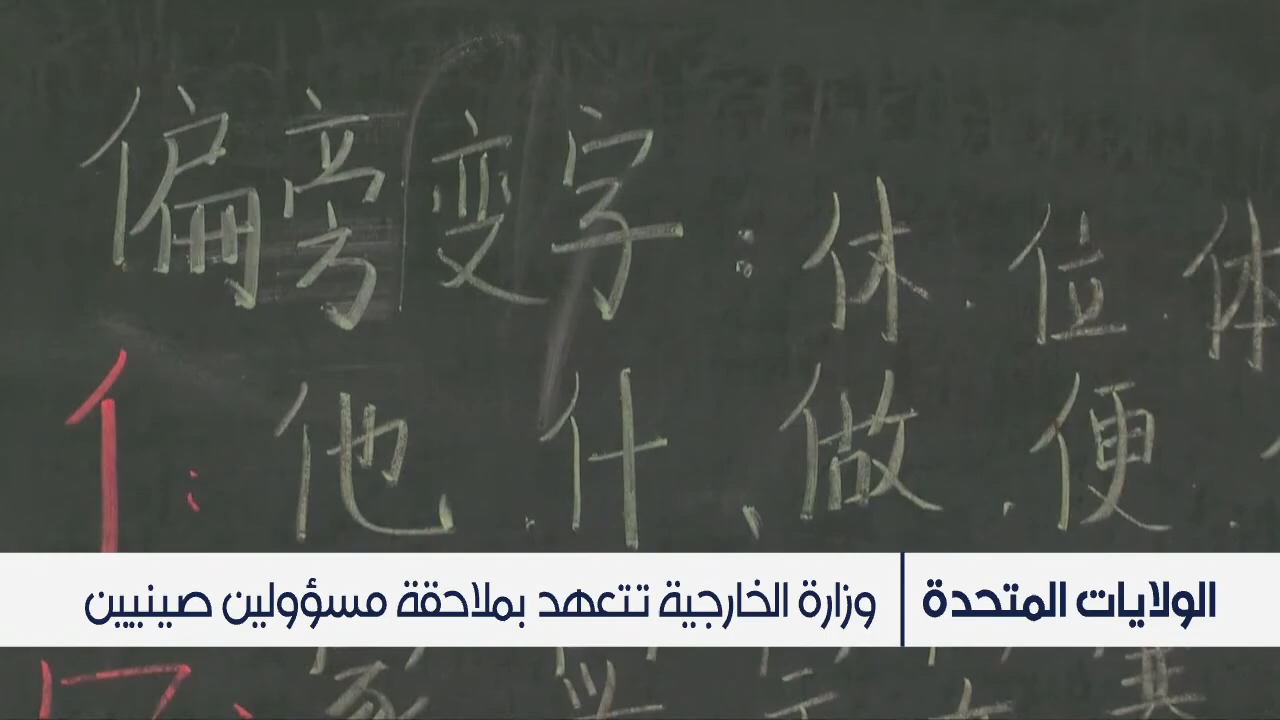 偏旁变字：休、位、体
亻：他、什、做、便、
الولايات المتحدة | وزارة الخارجية تتعهد بملاحقة مسؤولين صينيين